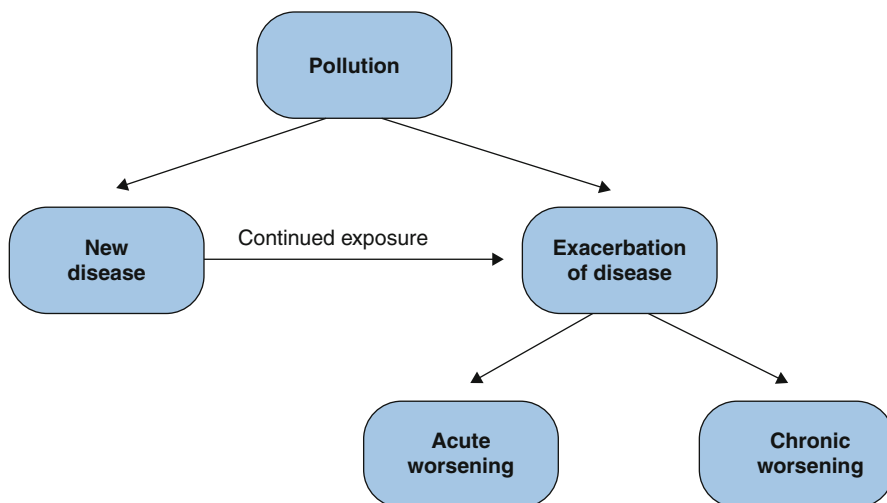 Pollution
New
disease
Continued exposure
Exacerbation
of disease
Acute
worsening
Chronic
worsening